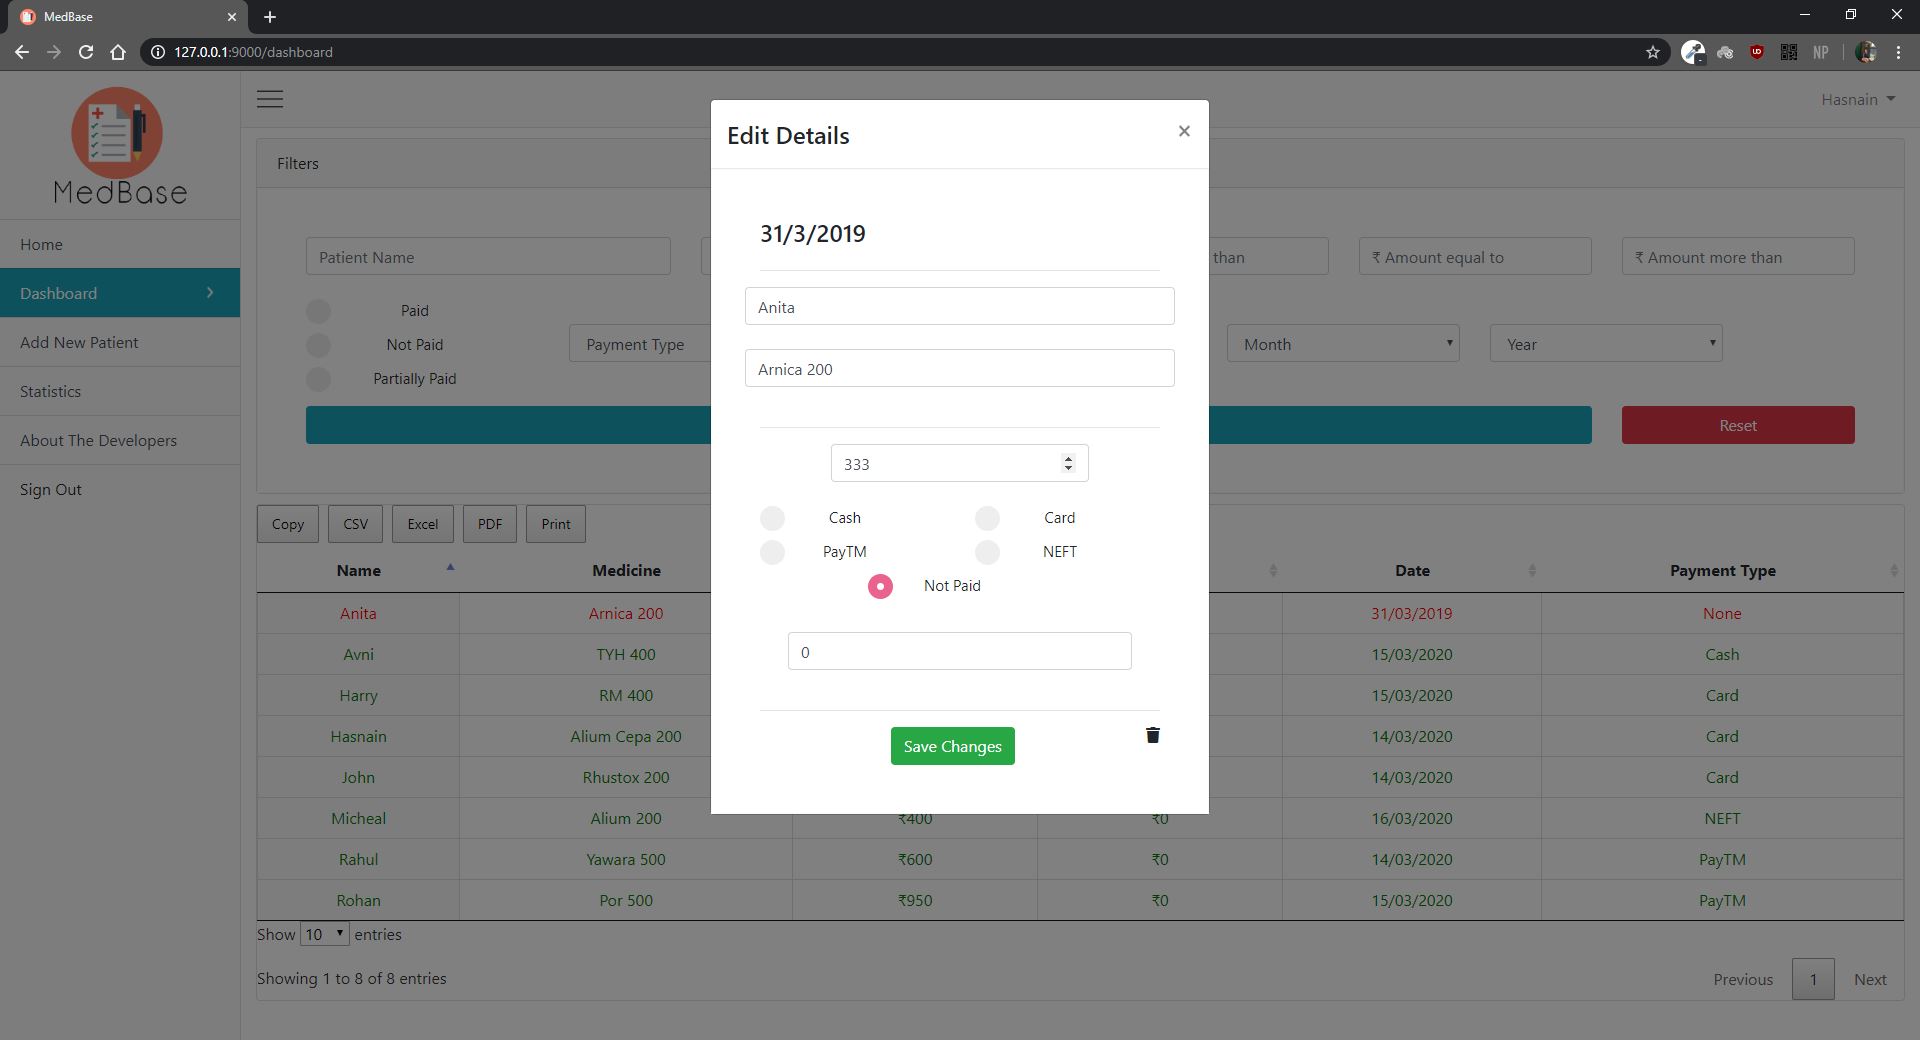 MedBase
127.0.0.1:9000/dashboard
NP
MedBase
Hasnain
Home
Dashboard
Add New Patient
Statistics
About The Developers
Sign Out
Filters
Patient Name
than
₹ Amount equal to
₹ Amount more than
Paid
Not Paid
Partially Paid
Payment Type
Month
Year
Reset
Edit Details
×
31/3/2019
Anita
Arnica 200
333
Cash Card
PayTM NEFT
Not Paid
0
Save Changes
Copy CSV Excel PDF Print
Name Medicine Date Payment Type
Anita Arnica 200 31/03/2019 None
Avni TYH 400 15/03/2020 Cash
Harry RM 400 15/03/2020 Card
Hasnain Alium Cepa 200 14/03/2020 Card
John Rhustox 200 14/03/2020 Card
Micheal Alium 200 ₹400 ₹0 16/03/2020 NEFT
Rahul Yawara 500 ₹600 ₹0 14/03/2020 PayTM
Rohan Por 500 ₹950 ₹0 15/03/2020 PayTM
Show 10 entries
Showing 1 to 8 of 8 entries
Previous 1 Next